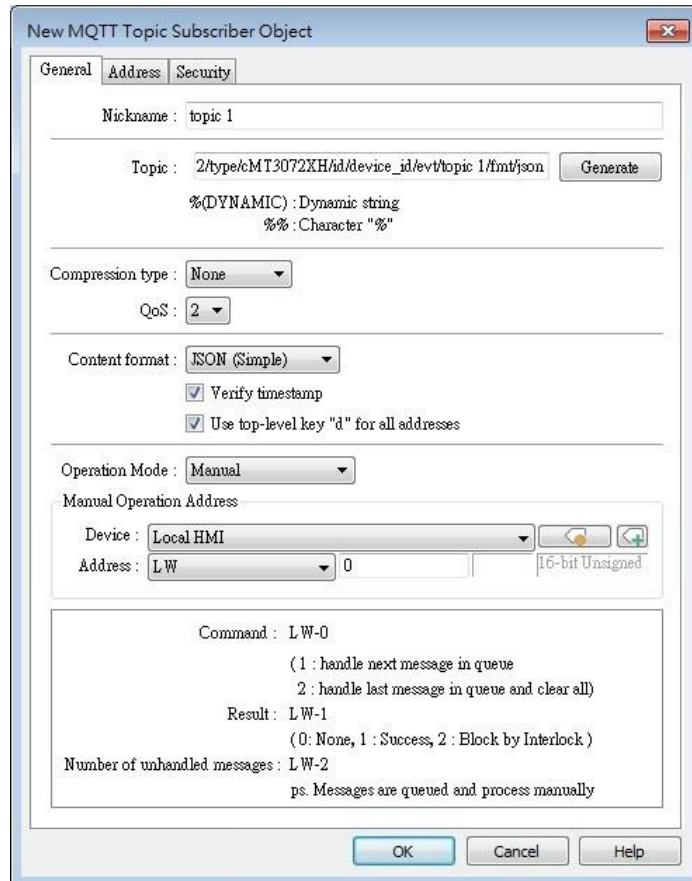 New MQTT Topic Subscriber Object
General Address Security
Nickname : topic 1
Topic : 2/type/cMT3072XH/id/device_id/evt/topic 1/fmt/json Generate
%(DYNAMIC) : Dynamic string
%% : Character "%"
Compression type : None
QoS : 2
Content format : JSON (Simple)
Verify timestamp
Use top-level key "d" for all addresses
Operation Mode : Manual
Manual Operation Address
Device : Local HMI
Address : LW 0 16-bit Unsigned
Command : LW-0
( 1 : handle next message in queue
2 : handle last message in queue and clear all)
Result : LW-1
( 0: None, 1 : Success, 2 : Block by Interlock )
Number of unhandled messages : LW-2
ps. Messages are queued and process manually
OK Cancel Help